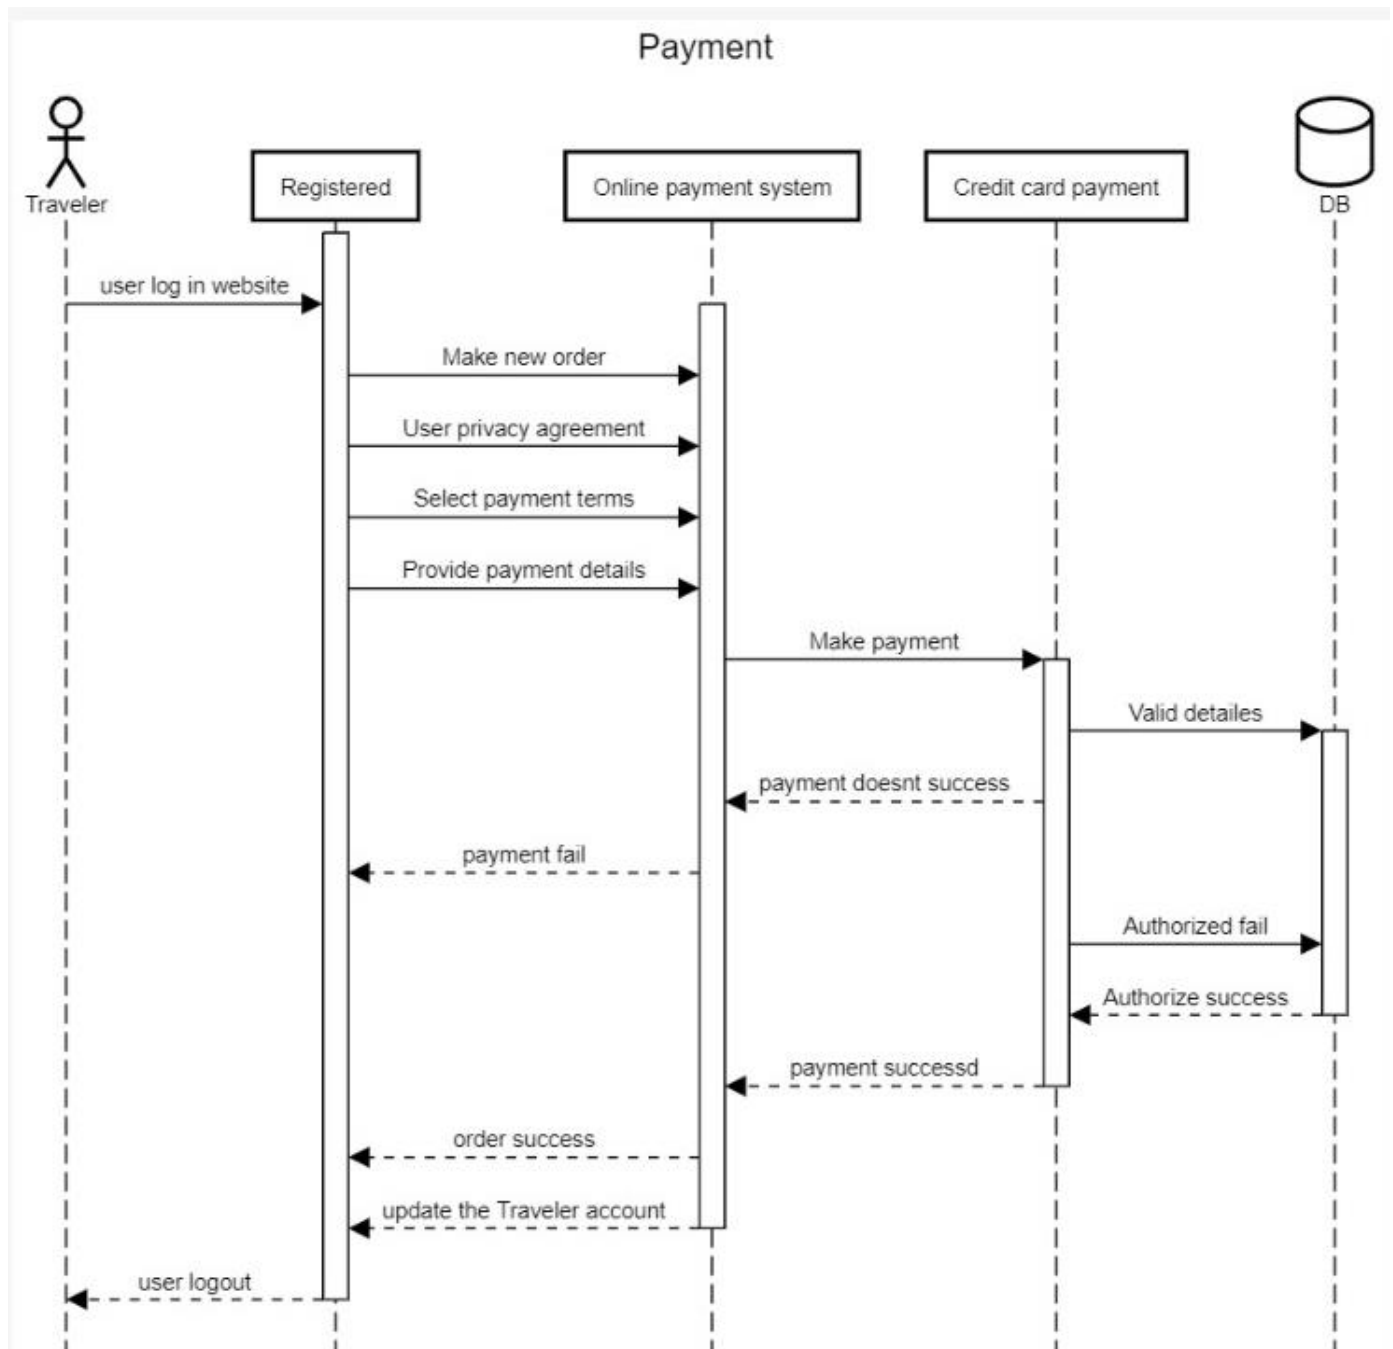 Payment
Traveler
Registered
Online payment system
Credit card payment
DB
user log in website
Make new order
User privacy agreement
Select payment terms
Provide payment details
Make payment
Valid detailes
payment doesnt success
payment fail
Authorized fail
Authorize success
payment successd
order success
update the Traveler account
user logout